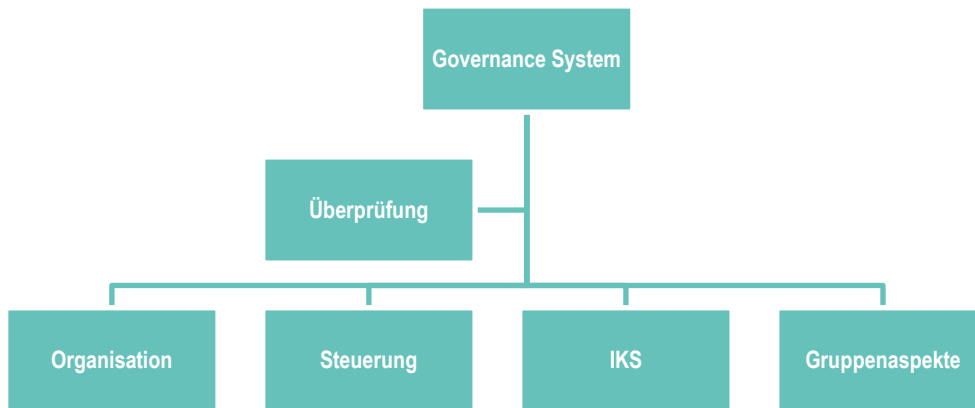 Governance System
Überprüfung
Organisation
Steuerung
IKS
Gruppenaspekte